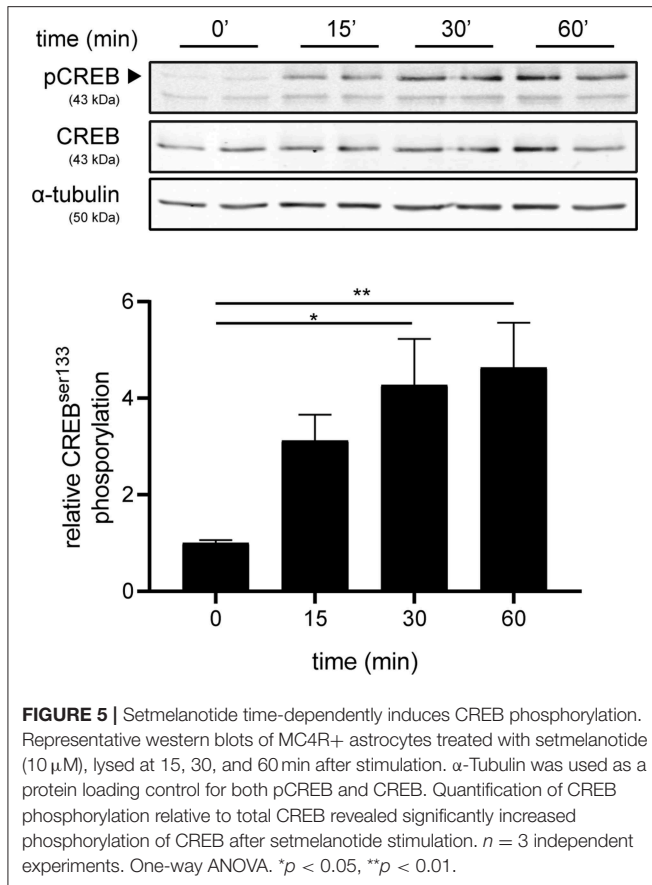 time (min) 0’ 15’ 30’ 60’
pCREB
(43 kDa)
CREB
(43 kDa)
α-tubulin
(50 kDa)
**
*
6
4
2
0
relative CREBser133
phosporylation
0 15 30 60
time (min)
FIGURE 5 | Setmelanotide time-dependently induces CREB phosphorylation.
Representative western blots of MC4R+ astrocytes treated with setmelanotide
(10 μM), lysed at 15, 30, and 60 min after stimulation. α-Tubulin was used as a
protein loading control for both pCREB and CREB. Quantification of CREB
phosphorylation relative to total CREB revealed significantly increased
phosphorylation of CREB after setmelanotide stimulation. n = 3 independent
experiments. One-way ANOVA. *p < 0.05, **p < 0.01.